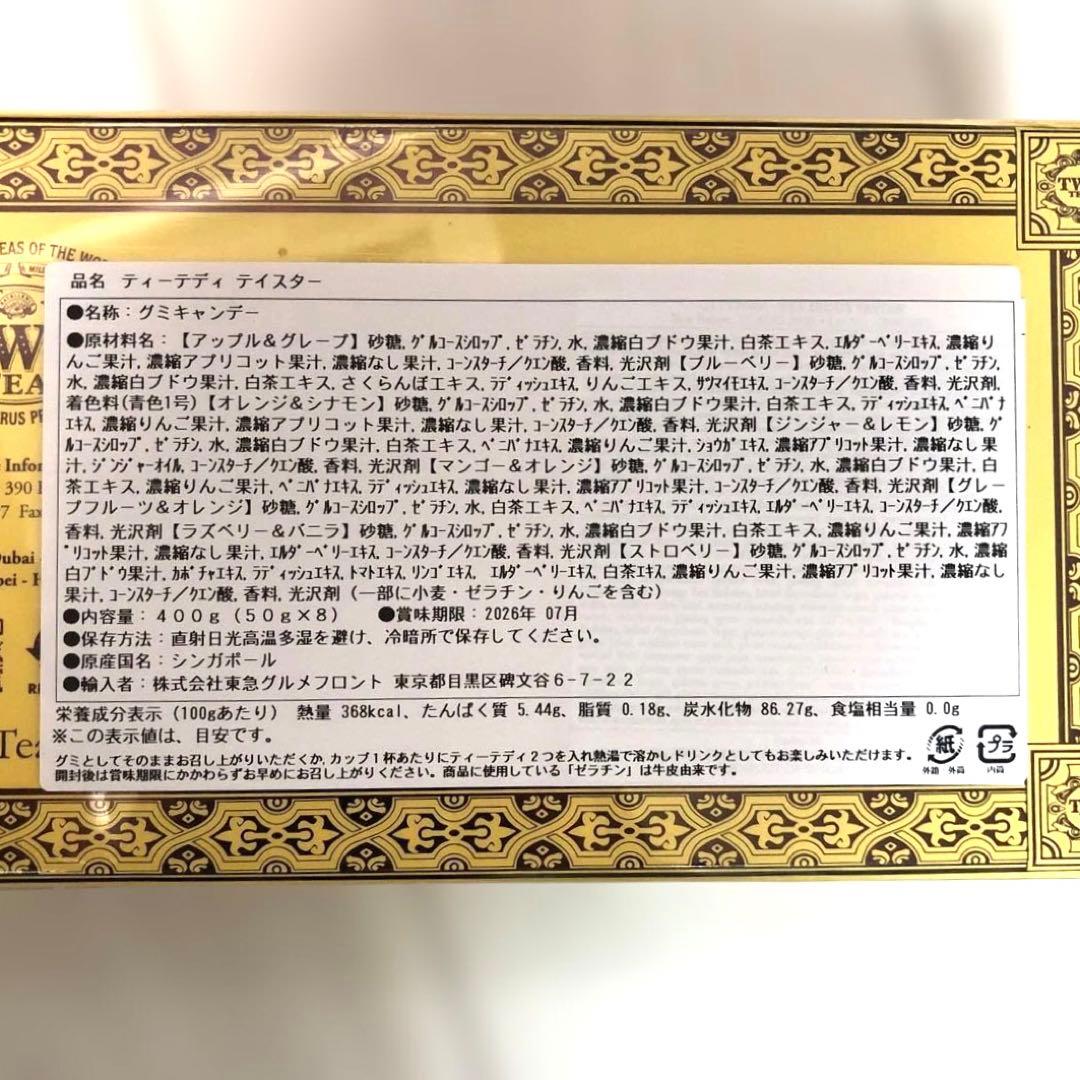 EAS OF THE WO
TW
品名 ティーテディ テイスター
●名称：グミキャンデー
●原材料名：【アップル＆グレープ】砂糖, ｸﾞﾙｺｰｽｼﾛｯﾌﾟ, ｾﾞﾗﾁﾝ, 水, 濃縮白ブドウ果汁, 白茶エキス, ｴﾙﾀﾞｰﾍﾞﾘｰｴｷｽ, 濃縮り
んご果汁, 濃縮アプリコット果汁, 濃縮なし果汁, ｺｰﾝｽﾀｰﾁ／ｸｴﾝ酸, 香料, 光沢剤【ブルーベリー】砂糖, ｸﾞﾙｺｰｽｼﾛｯﾌﾟ, ｾﾞﾗﾁﾝ,
水, 濃縮白ブドウ果汁, 白茶エキス, さくらんぼエキス, ﾗﾃﾞｨｯｼｭｴｷｽ, りんごエキス, ｻﾂﾏｲﾓｴｷｽ, ｺｰﾝｽﾀｰﾁ／ｸｴﾝ酸, 香料, 光沢剤,
着色料(青色1号)【オレンジ＆シナモン】砂糖, ｸﾞﾙｺｰｽｼﾛｯﾌﾟ, ｾﾞﾗﾁﾝ, 水, 濃縮白ブドウ果汁, 白茶エキス, ﾗﾃﾞｨｯｼｭｴｷｽ, ﾍﾞﾆﾊﾞﾅ
ｴｷｽ, 濃縮りんご果汁, 濃縮アプリコット果汁, 濃縮なし果汁, ｺｰﾝｽﾀｰﾁ／ｸｴﾝ酸, 香料, 光沢剤【ジンジャー＆レモン】砂糖, ｸﾞ
ﾙｺｰｽｼﾛｯﾌﾟ, ｾﾞﾗﾁﾝ, 水, 濃縮白ブドウ果汁, 白茶エキス, ﾍﾞﾆﾊﾞﾅｴｷｽ, 濃縮りんご果汁, ｼｮｳｶﾞｴｷｽ, 濃縮ｱﾌﾟﾘｺｯﾄ果汁, 濃縮なし果
汁, ｼﾞﾝｼﾞｬｰｵｲﾙ, ｺｰﾝｽﾀｰﾁ／ｸｴﾝ酸, 香料, 光沢剤【マンゴー＆オレンジ】砂糖, ｸﾞﾙｺｰｽｼﾛｯﾌﾟ, ｾﾞﾗﾁﾝ, 水, 濃縮白ブドウ果汁, 白
茶エキス, 濃縮りんご果汁, ﾍﾞﾆﾊﾞﾅｴｷｽ, ﾗﾃﾞｨｯｼｭｴｷｽ, 濃縮なし果汁, 濃縮ｱﾌﾟﾘｺｯﾄ果汁, ｺｰﾝｽﾀｰﾁ／ｸｴﾝ酸, 香料, 光沢剤【グレー
プフルーツ＆オレンジ】砂糖, ｸﾞﾙｺｰｽｼﾛｯﾌﾟ, ｾﾞﾗﾁﾝ, 水, 白茶エキス, ﾍﾞﾆﾊﾞﾅｴｷｽ, ﾗﾃﾞｨｯｼｭｴｷｽ, ｴﾙﾀﾞｰﾍﾞﾘｰｴｷｽ, ｺｰﾝｽﾀｰﾁ／ｸｴﾝ酸,
香料, 光沢剤【ラズベリー＆バニラ】砂糖, ｸﾞﾙｺｰｽｼﾛｯﾌﾟ, ｾﾞﾗﾁﾝ, 水, 濃縮白ブドウ果汁, 白茶エキス, 濃縮りんご果汁, 濃縮ｱﾌ
ﾟﾘｺｯﾄ果汁, 濃縮なし果汁, ｴﾙﾀﾞｰﾍﾞﾘｰｴｷｽ, ｺｰﾝｽﾀｰﾁ／ｸｴﾝ酸, 香料, 光沢剤【ストロベリー】砂糖, ｸﾞﾙｺｰｽｼﾛｯﾌﾟ, ｾﾞﾗﾁﾝ, 水, 濃縮
白ブドウ果汁, ｶﾎﾞﾁｬｴｷｽ, ﾗﾃﾞｨｯｼｭｴｷｽ, ﾄﾏﾄｴｷｽ, ﾘﾝｺﾞｴｷｽ, ｴﾙﾀﾞｰﾍﾞﾘｰｴｷｽ, 白茶ｴｷｽ, 濃縮りんご果汁, 濃縮ｱﾌﾟﾘｺｯﾄ果汁, 濃縮なし
果汁, ｺｰﾝｽﾀｰﾁ／ｸｴﾝ酸, 香料, 光沢剤（一部に小麦・ゼラチン・りんごを含む）
●内容量：４００ｇ（５０ｇ×８） ●賞味期限：2026年 07月
●保存方法：直射日光高温多湿を避け、冷暗所で保存してください。
●原産国名：シンガポール
●輸入者：株式会社東急グルメフロント 東京都目黒区碑文谷６-７-２２
栄養成分表示（100gあたり） 熱量 368kcal、たんぱく質 5.44g、脂質 0.18g、炭水化物 86.27g、食塩相当量 0.0g
※この表示値は、目安です。
グミとしてそのままお召し上がりいただくか, カップ１杯あたりにティーテディ２つを入れ熱湯で溶かしドリンクとしてもお楽しみいただけます。
開封後は賞味期限にかかわらずお早めにお召し上がりください。商品に使用している「ゼラチン」は牛皮由来です。
紙
外箱 外筒
プラ
内筒
W
TEA
RUS P
e Infor
390
7 Fax
Dubai -
pei - H
R
Tea
T